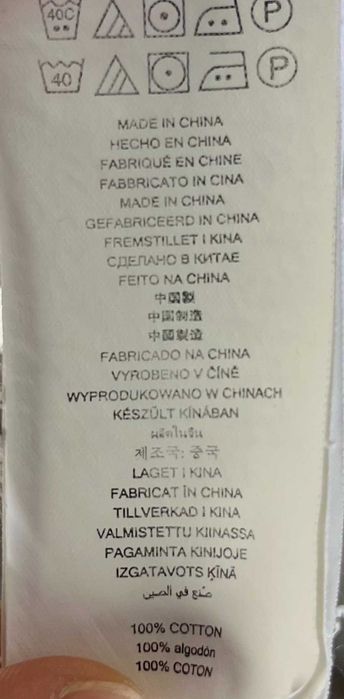 40C P
40 P
MADE IN CHINA
HECHO EN CHINA
FABRIQUÉ EN CHINE
FABBRICATO IN CINA
MADE IN CHINA
GEFABRICEERD IN CHINA
FREMSTILLET I KINA
СДЕЛАНО В КИТАЕ
FEITO NA CHINA
中国製
中国制造
中國製造
FABRICADO NA CHINA
VYROBENO V ČÍNĚ
WYPRODUKOWANO W CHINACH
KÉSZÜLT KÍNÁBAN
ผลิตในจีน
제조국: 중국
LAGET I KINA
FABRICAT ÎN CHINA
TILLVERKAD I KINA
VALMISTETTU KIINASSA
PAGAMINTA KINIJOJE
IZGATAVOTS ĶĪNĀ
صنع في الصين
100% COTTON
100% algodón
100% COTON